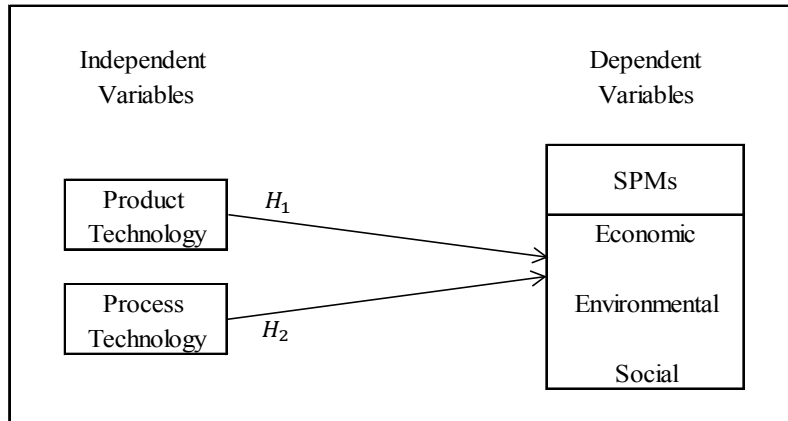 Independent
Variables
Dependent
Variables
Product
Technology
H₁
Process
Technology
H₂
SPMs
Economic
Environmental
Social